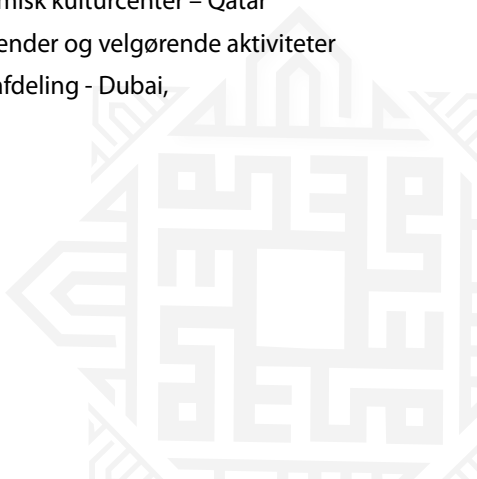 misk kulturcenter – Qatar
ender og velgørende aktiviteter
afdeling - Dubai,